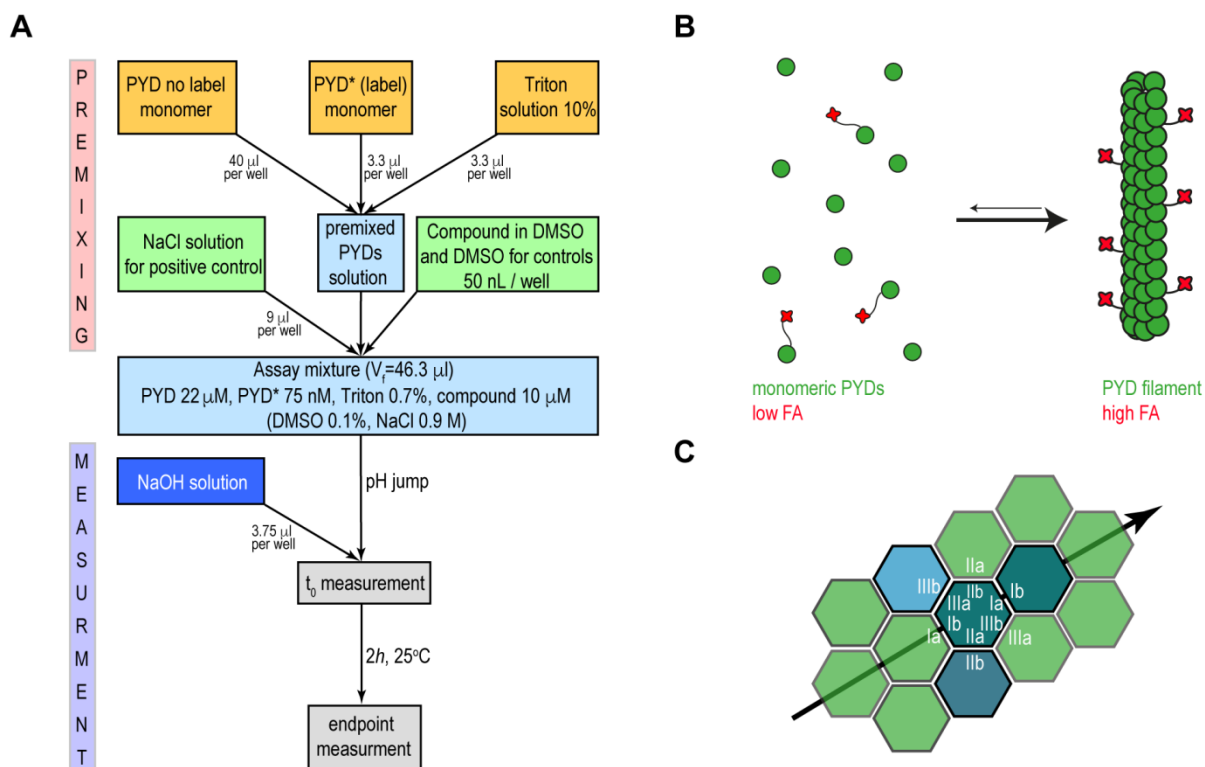 A
PREMIXING
PYD no label
monomer
PYD* (label)
monomer
Triton
solution 10%
40 μl
per well
3.3 μl
per well
3.3 μl
per well
NaCl solution
for positive control
premixed
PYDs
solution
Compound in DMSO
and DMSO for controls
50 nL / well
9 μl
per well
Assay mixture (Vf=46.3 μl)
PYD 22 μM, PYD* 75 nM, Triton 0.7%, compound 10 μM
(DMSO 0.1%, NaCl 0.9 M)
MEASURMENT
NaOH solution
pH jump
3.75 μl
per well
t0 measurement
2h, 25°C
endpoint
measurment
B
monomeric PYDs
low FA
PYD filament
high FA
C
IIa
IIIb
IIb
Ib
IIIa
Ia
Ib
IIIb
Ia
IIa
IIIa
IIb